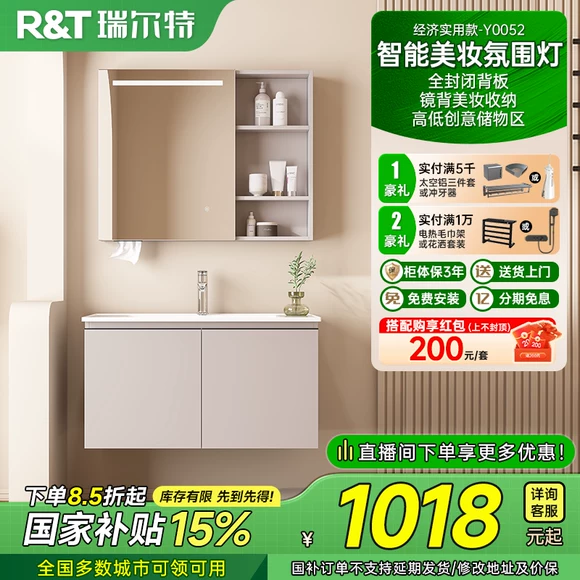 R&T 瑞尔特
经济实用款-Y0052
智能美妆氛围灯
全封闭背板
镜背美妆收纳
高低创意储物区
1
豪礼
实付满5千
太空铝三件套
或冲牙器
或
2
豪礼
实付满1万
电热毛巾架
或花洒套装
或
柜体保3年
送 送货上门
免 免费安装
亿 分期免息
搭配购享红包(上不封顶)
200元/套
200
直播间下单享更多优惠!
下单8.5折起 库存有限 先到先得!
国家补贴15%
全国多数城市可领可用
¥1018元起
详询
客服
国补订单不支持延期发货/修改地址及价保